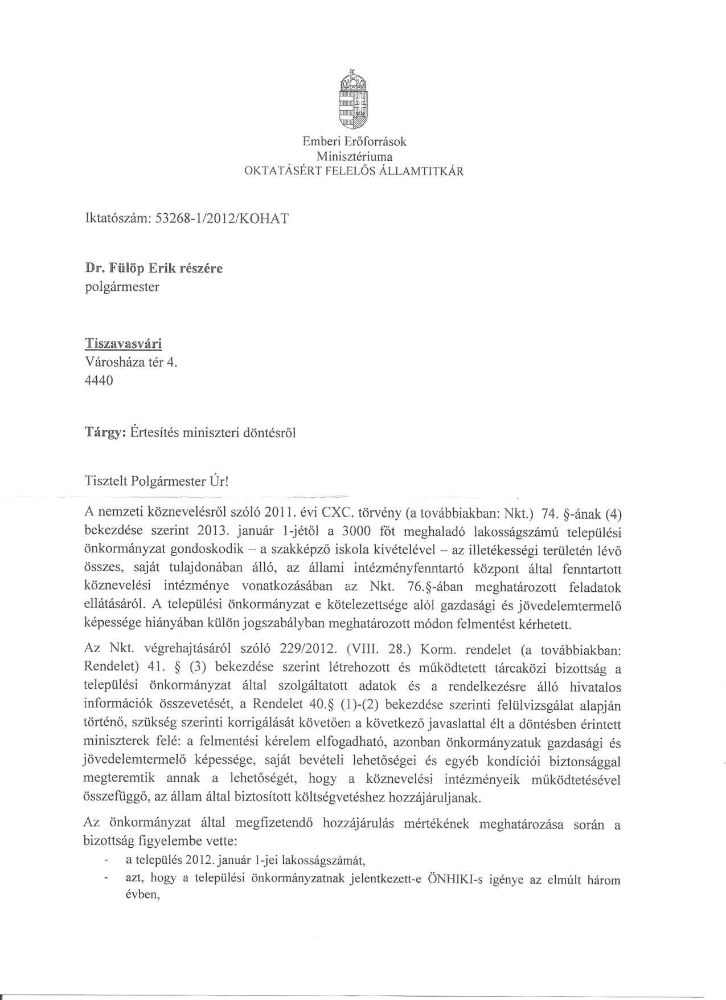 Emberi Erőforrások
Minisztériuma
OKTATÁSÉRT FELELŐS ÁLLAMTITKÁR
Iktatószám: 53268-1/2012/KOHAT
Dr. Fülöp Erik részére
polgármester
Tiszavasvári
Városháza tér 4.
4440
Tárgy: Értesítés miniszteri döntésről
Tisztelt Polgármester Úr!
A nemzeti köznevelésről szóló 2011. évi CXC. törvény (a továbbiakban: Nkt.) 74. §-ának (4)
bekezdése szerint 2013. január 1-jétől a 3000 főt meghaladó lakosságszámú települési
önkormányzat gondoskodik – a szakképző iskola kivételével – az illetékességi területén lévő
összes, saját tulajdonában álló, az állami intézményfenntartó központ által fenntartott
köznevelési intézménye vonatkozásában az Nkt. 76.§-ában meghatározott feladatok
ellátásáról. A települési önkormányzat e kötelezettsége alól gazdasági és jövedelemtermelő
képessége hiányában külön jogszabályban meghatározott módon felmentést kérhetett.
Az Nkt. végrehajtásáról szóló 229/2012. (VIII. 28.) Korm. rendelet (a továbbiakban:
Rendelet) 41. § (3) bekezdése szerint létrehozott és működtetett tárcaközi bizottság a
települési önkormányzat által szolgáltatott adatok és a rendelkezésre álló hivatalos
információk összevetését, a Rendelet 40.§ (1)-(2) bekezdése szerinti felülvizsgálat alapján
történő, szükség szerinti korrigálását követően a következő javaslattal élt a döntésben érintett
miniszterek felé: a felmentési kérelem elfogadható, azonban önkormányzatuk gazdasági és
jövedelemtermelő képessége, saját bevételi lehetőségei és egyéb kondíciói biztonsággal
megteremtik annak a lehetőségét, hogy a köznevelési intézményeik működtetésével
összefüggő, az állam által biztosított költségvetéshez hozzájáruljanak.
Az önkormányzat által megfizetendő hozzájárulás mértékének meghatározása során a
bizottság figyelembe vette:
- a település 2012. január 1-jei lakosságszámát,
- azt, hogy a települési önkormányzatnak jelentkezett-e ÖNHIKI-s igénye az elmúlt három
évben,